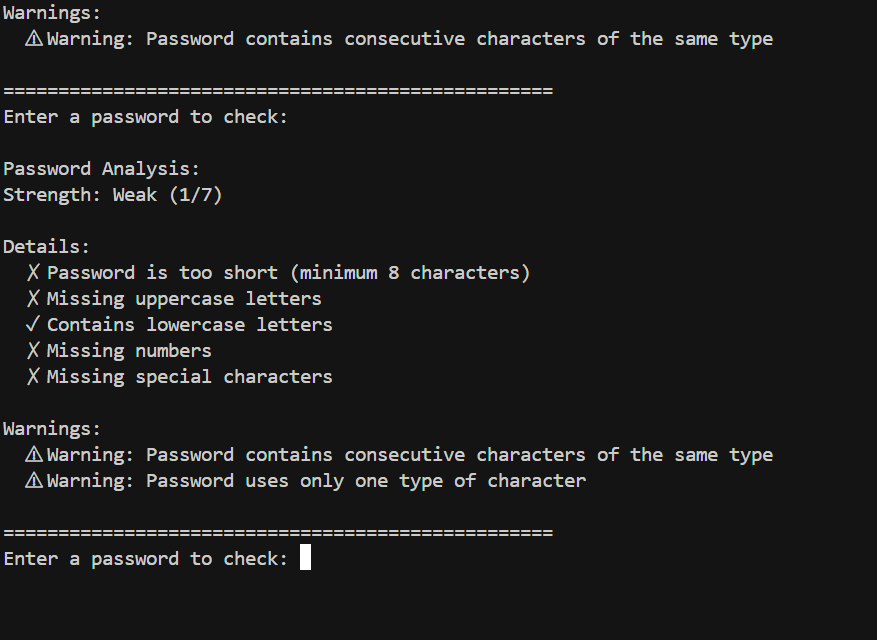 Warnings:
⚠Warning: Password contains consecutive characters of the same type
==================================================
Enter a password to check:
Password Analysis:
Strength: Weak (1/7)
Details:
✗Password is too short (minimum 8 characters)
✗Missing uppercase letters
✓Contains lowercase letters
✗Missing numbers
✗Missing special characters
Warnings:
⚠Warning: Password contains consecutive characters of the same type
⚠Warning: Password uses only one type of character
==================================================
Enter a password to check: